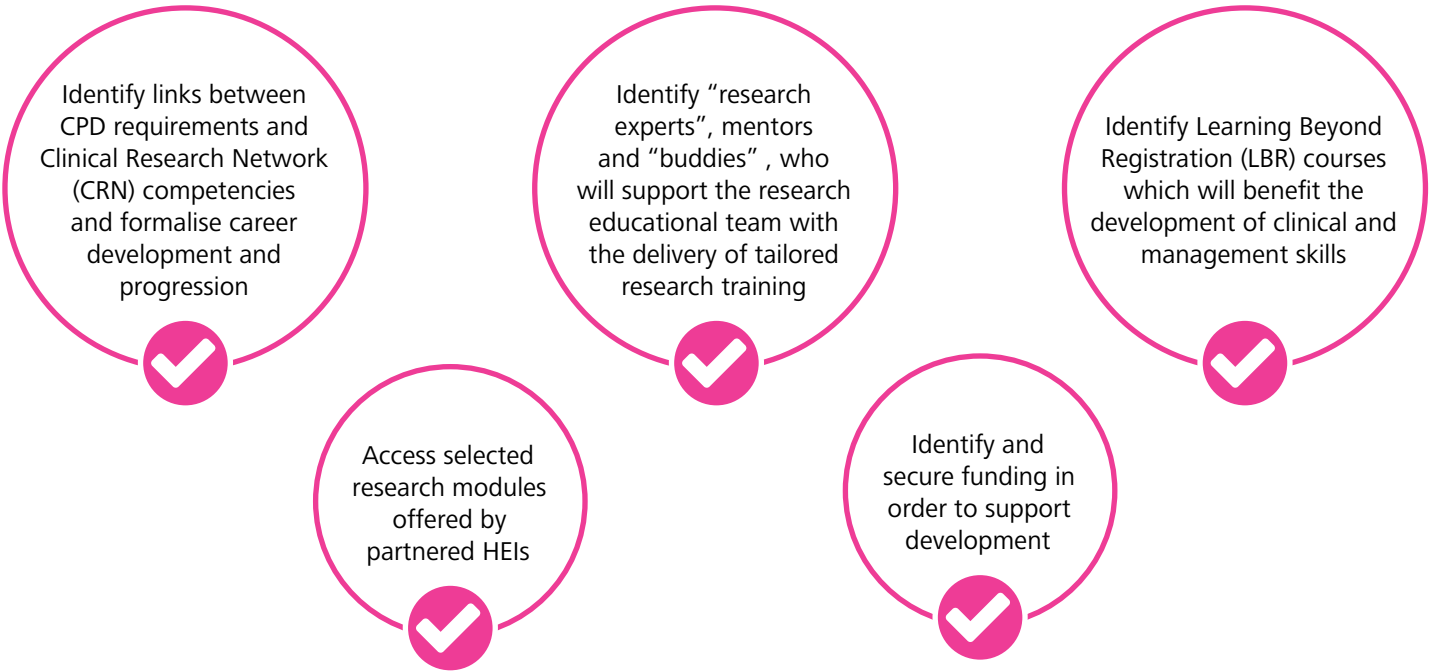 Identify links between
CPD requirements and
Clinical Research Network
(CRN) competencies
and formalise career
development and
progression
Identify “research
experts”, mentors
and “buddies” , who
will support the research
educational team with
the delivery of tailored
research training
Identify Learning Beyond
Registration (LBR) courses
which will benefit the
development of clinical and
management skills
Access selected
research modules
offered by
partnered HEIs
Identify and
secure funding in
order to support
development